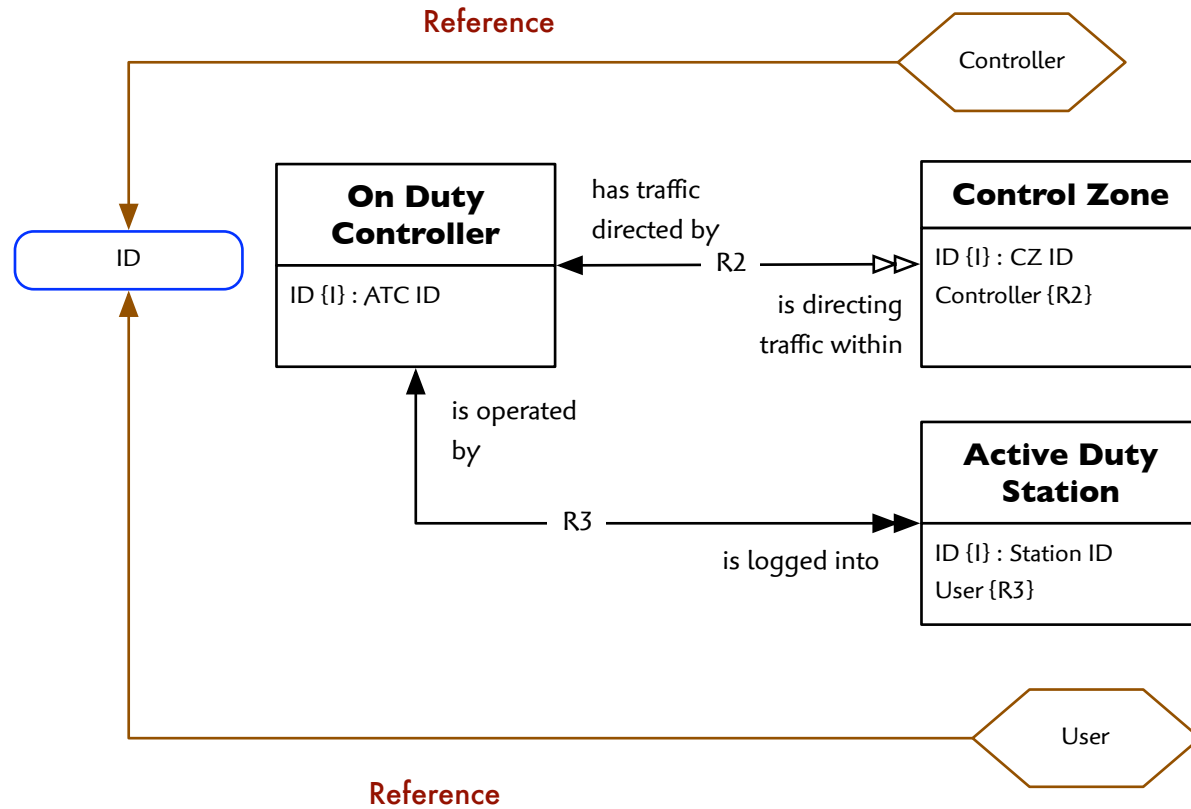 Reference
Controller
On Duty
Controller
ID {I} : ATC ID
has traffic
directed by
R2
is directing
traffic within
Control Zone
ID {I} : CZ ID
Controller {R2}
ID
is operated
by
R3
is logged into
Active Duty
Station
ID {I} : Station ID
User {R3}
User
Reference